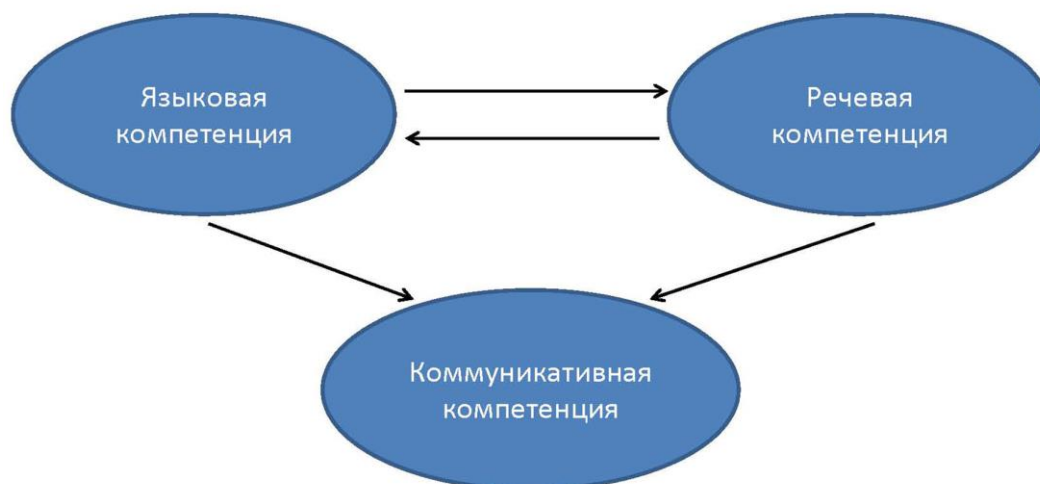 Языковая
компетенция
Речевая
компетенция
Коммуникативная
компетенция